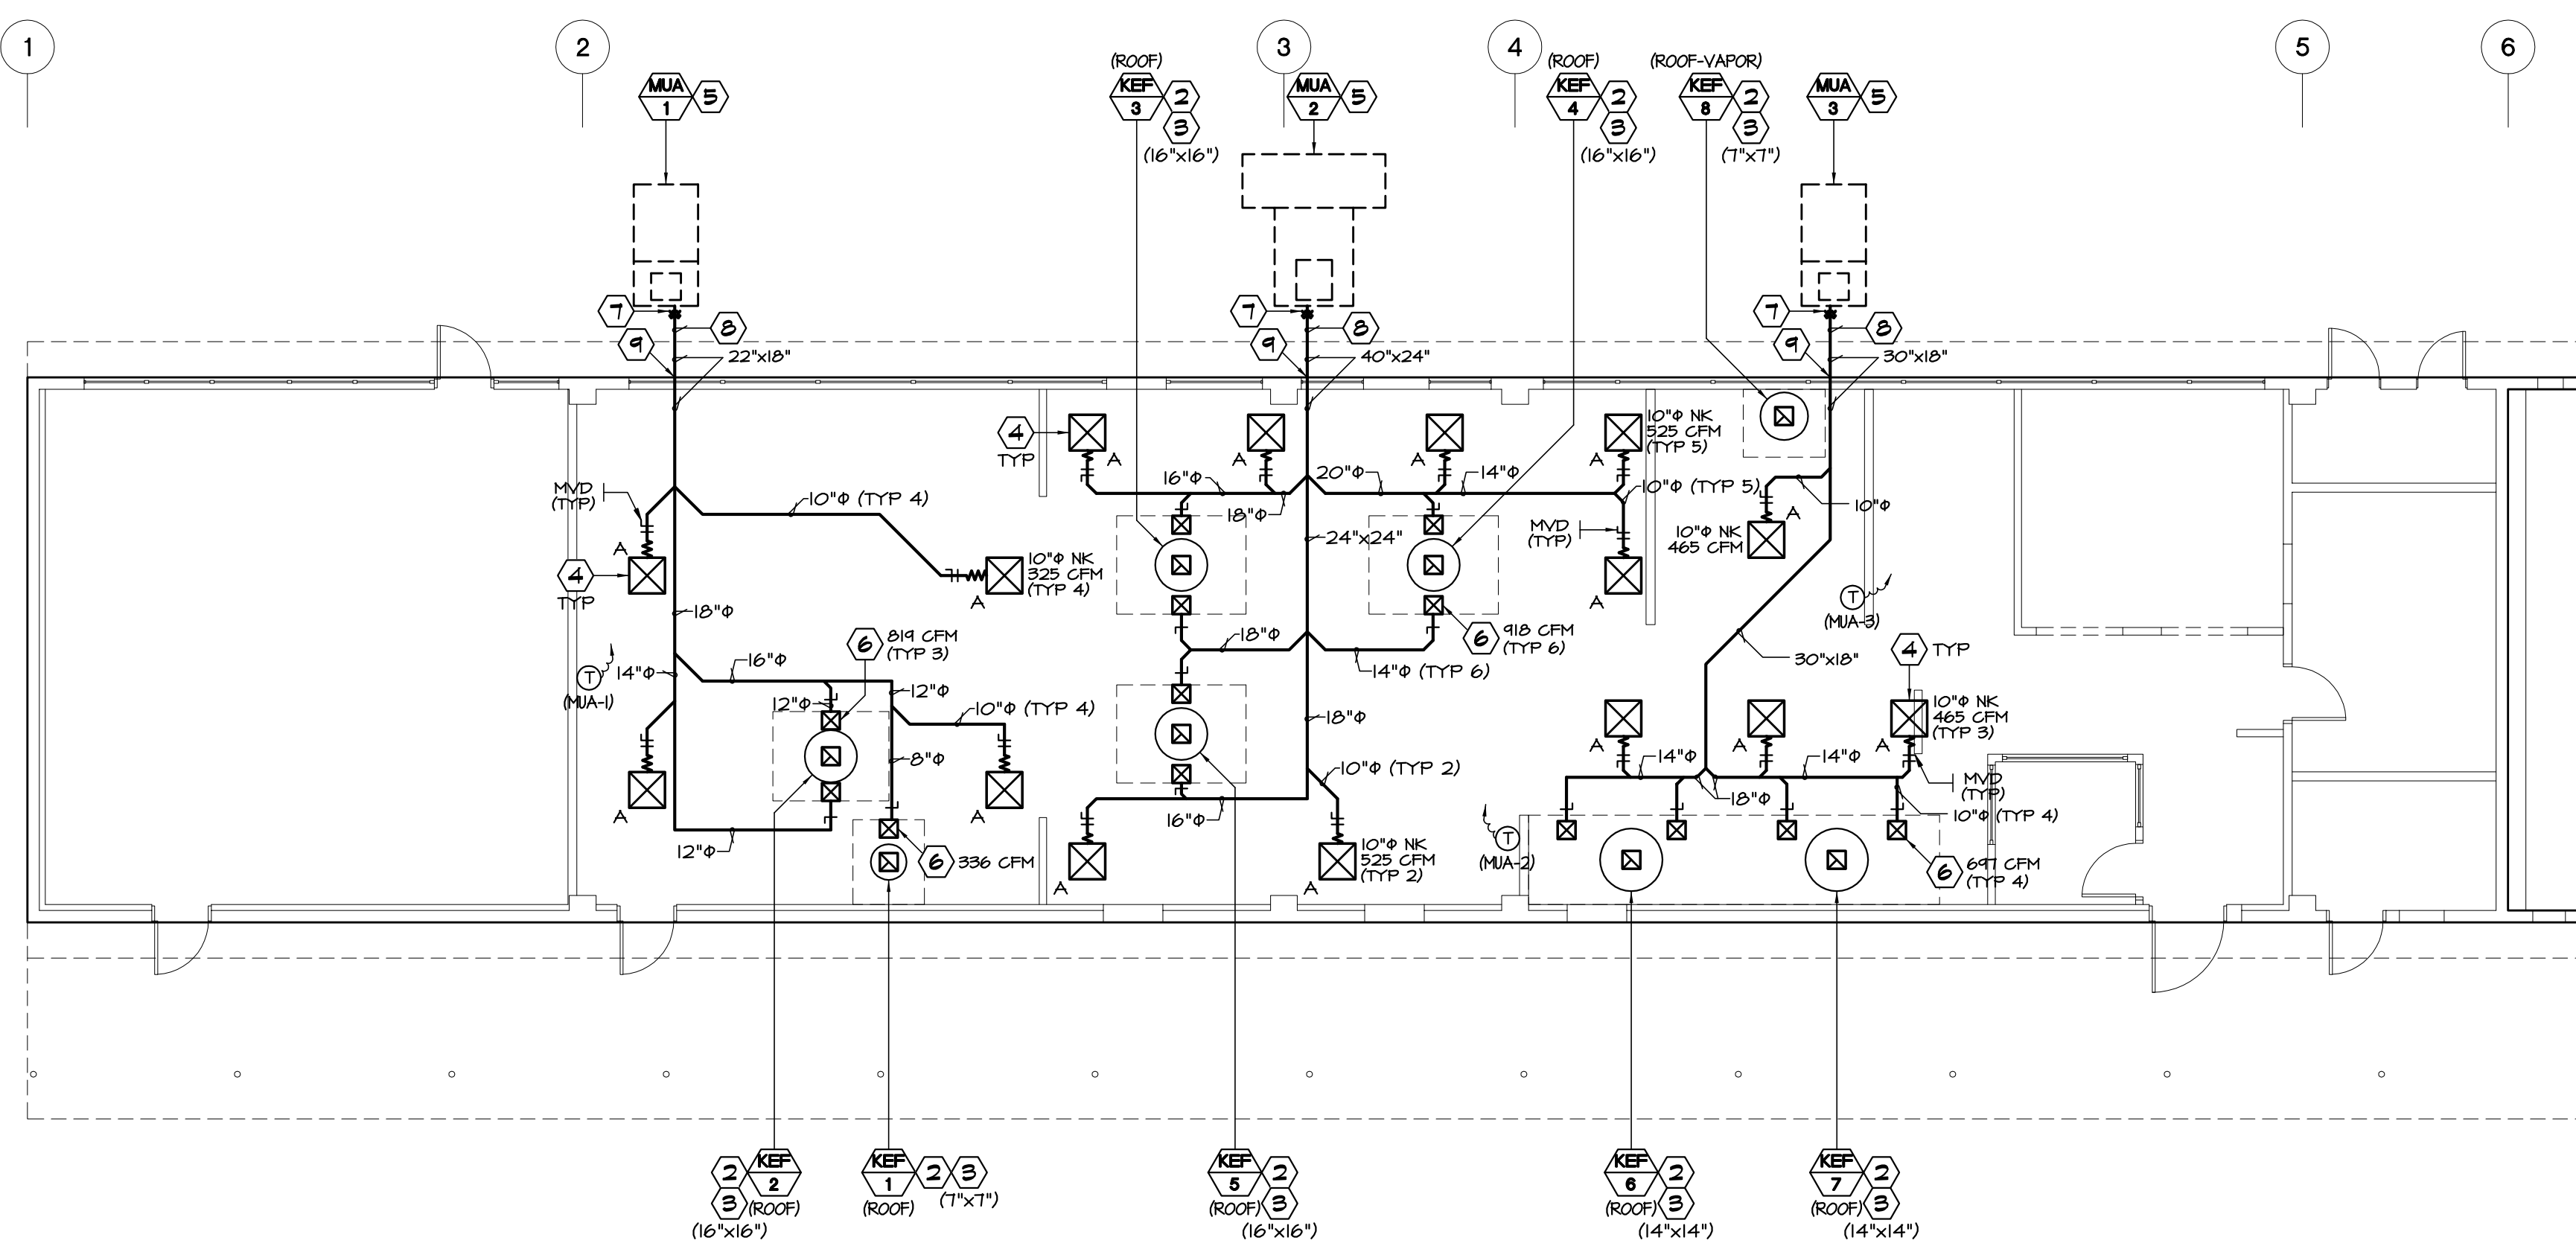 1
2
3
4
5
6
(ROOF)
(ROOF)
(ROOF-VAPOR)
MUA
1
5
KEF
3
2
3
(16"x16")
MUA
2
5
KEF
4
2
3
(16"x16")
KEF
8
2
3
(7"x7")
MUA
3
5
7
8
9
22"x18"
7
8
9
40"x24"
7
8
9
30"x18"
4
TYP
A
A
A
10"Φ NK
525 CFM
(TYP 5)
A
16"Φ
20"Φ
14"Φ
MVD
(TYP)
10"Φ (TYP 4)
18"Φ
10"Φ (TYP 5)
10"Φ
A
24"x24"
MVD
(TYP)
10"Φ NK
465 CFM
A
4
TYP
10"Φ NK
325 CFM
(TYP 4)
A
A
T
(MUA-3)
18"Φ
6
819 CFM
(TYP 3)
18"Φ
6
918 CFM
(TYP 6)
4
TYP
14"Φ
16"Φ
14"Φ (TYP 6)
30"x18"
T
(MUA-1)
12"Φ
12"Φ
10"Φ (TYP 4)
18"Φ
10"Φ NK
465 CFM
(TYP 3)
A
A
A
8"Φ
10"Φ (TYP 2)
14"Φ
14"Φ
MVD
(TYP)
18"Φ
10"Φ (TYP 4)
A
A
16"Φ
12"Φ
6
336 CFM
A
10"Φ NK
525 CFM
(TYP 2)
A
T
(MUA-2)
6
697 CFM
(TYP 4)
2
KEF
2
3
(ROOF)
(16"x16")
KEF
1
2
3
(ROOF)
(7"x7")
KEF
5
2
3
(ROOF)
(16"x16")
KEF
6
2
3
(ROOF)
(14"x14")
KEF
7
2
3
(ROOF)
(14"x14")